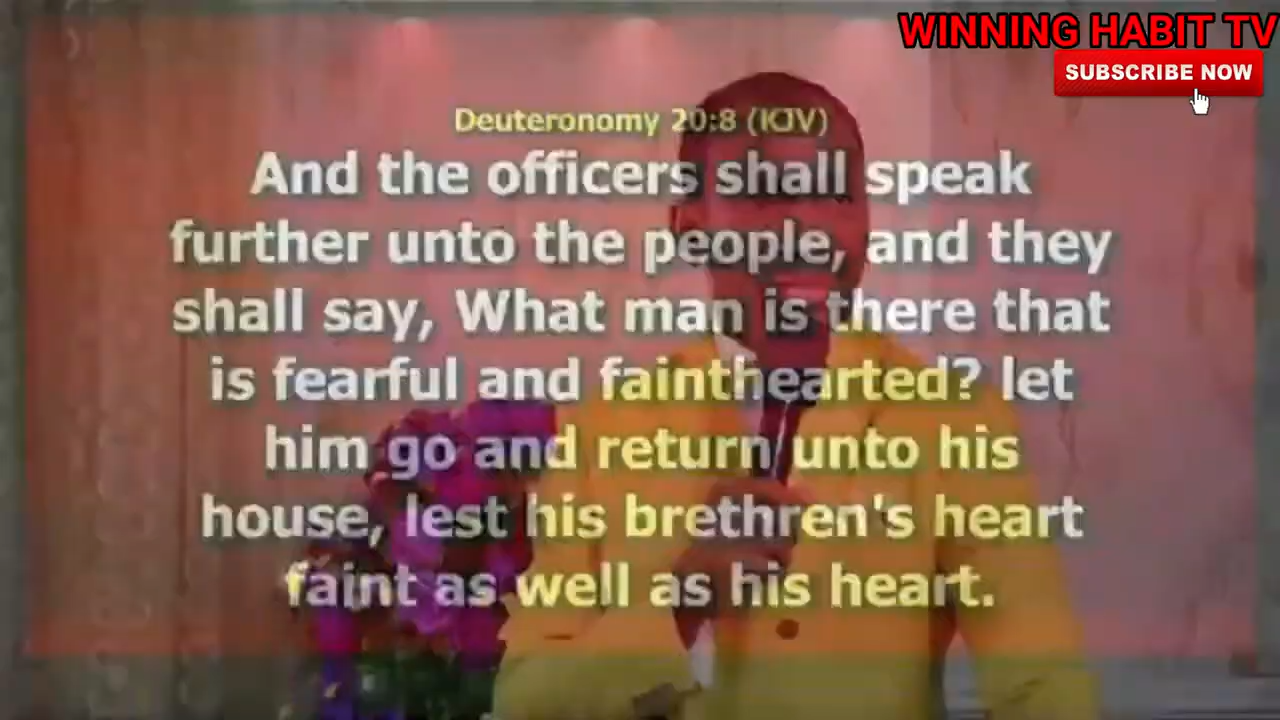 WINNING HABIT TV
SUBSCRIBE NOW
Deuteronomy 20:8 (KJV)
And the officers shall speak
further unto the people, and they
shall say, What man is there that
is fearful and fainthearted? let
him go and return unto his
house, lest his brethren's heart
faint as well as his heart.